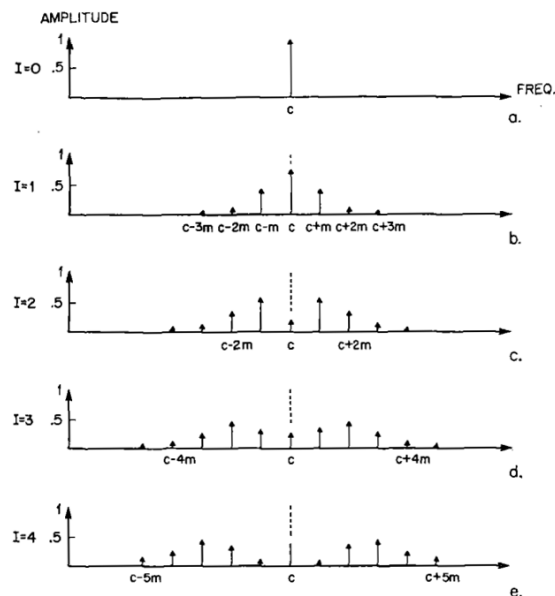 AMPLITUDE
1
I=0 .5
FREQ.
c
a.
1
I=1 .5
c-3m c-2m c-m c c+m c+2m c+3m
b.
1
I=2 .5
c-2m c c+2m
c.
1
I=3 .5
c-4m c c+4m
d.
1
I=4 .5
c-5m c c+5m
e.